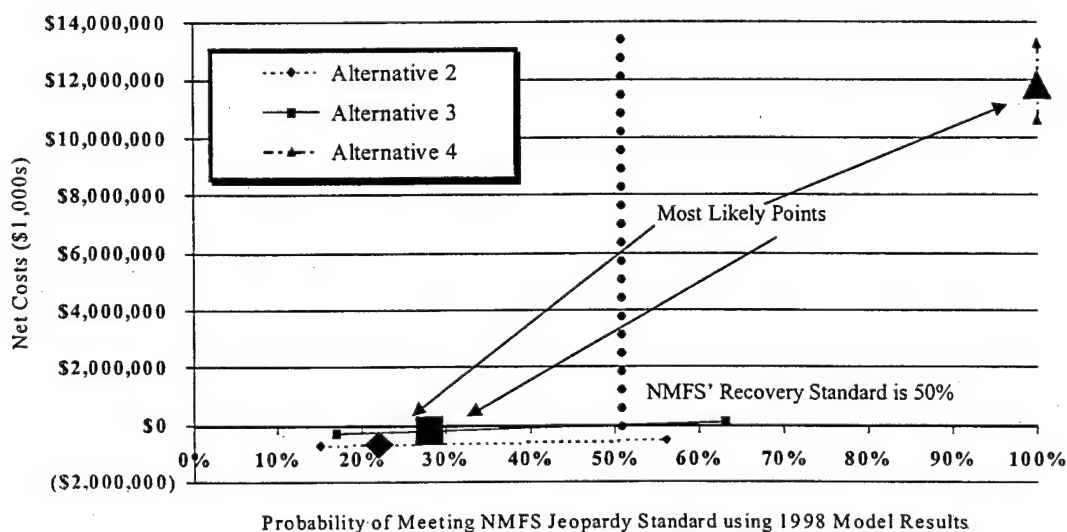 $14,000,000
$12,000,000
$10,000,000
$8,000,000
$6,000,000
$4,000,000
$2,000,000
$0
($2,000,000)
Net Costs ($1,000s)
Alternative 2
Alternative 3
Alternative 4
Most Likely Points
NMFS' Recovery Standard is 50%
0% 10% 20% 30% 40% 50% 60% 70% 80% 90% 100%
Probability of Meeting NMFS Jeopardy Standard using 1998 Model Results